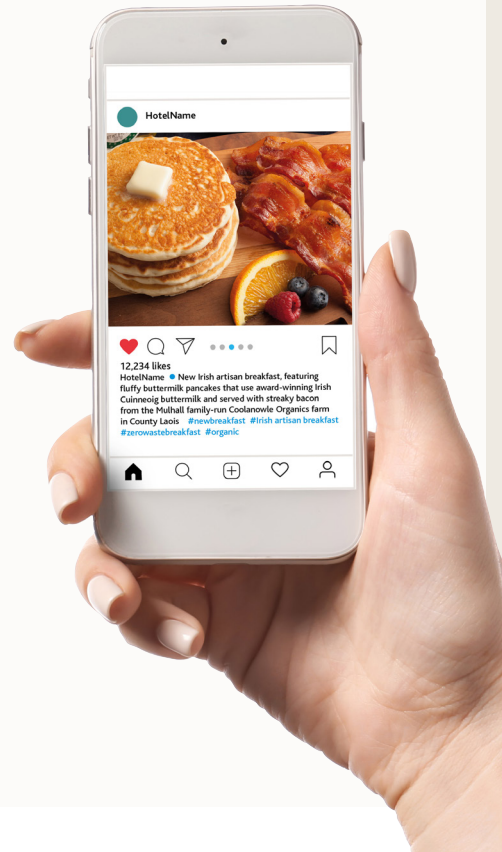 HotelName
12,234 likes
HotelName • New Irish artisan breakfast, featuring
fluffy buttermilk pancakes that use award-winning Irish
Cuinneoig buttermilk and served with streaky bacon
from the Mulhall family-run Coolanowle Organics farm
in County Laois #newbreakfast #Irish artisan breakfast
#zerowastebreakfast #organic